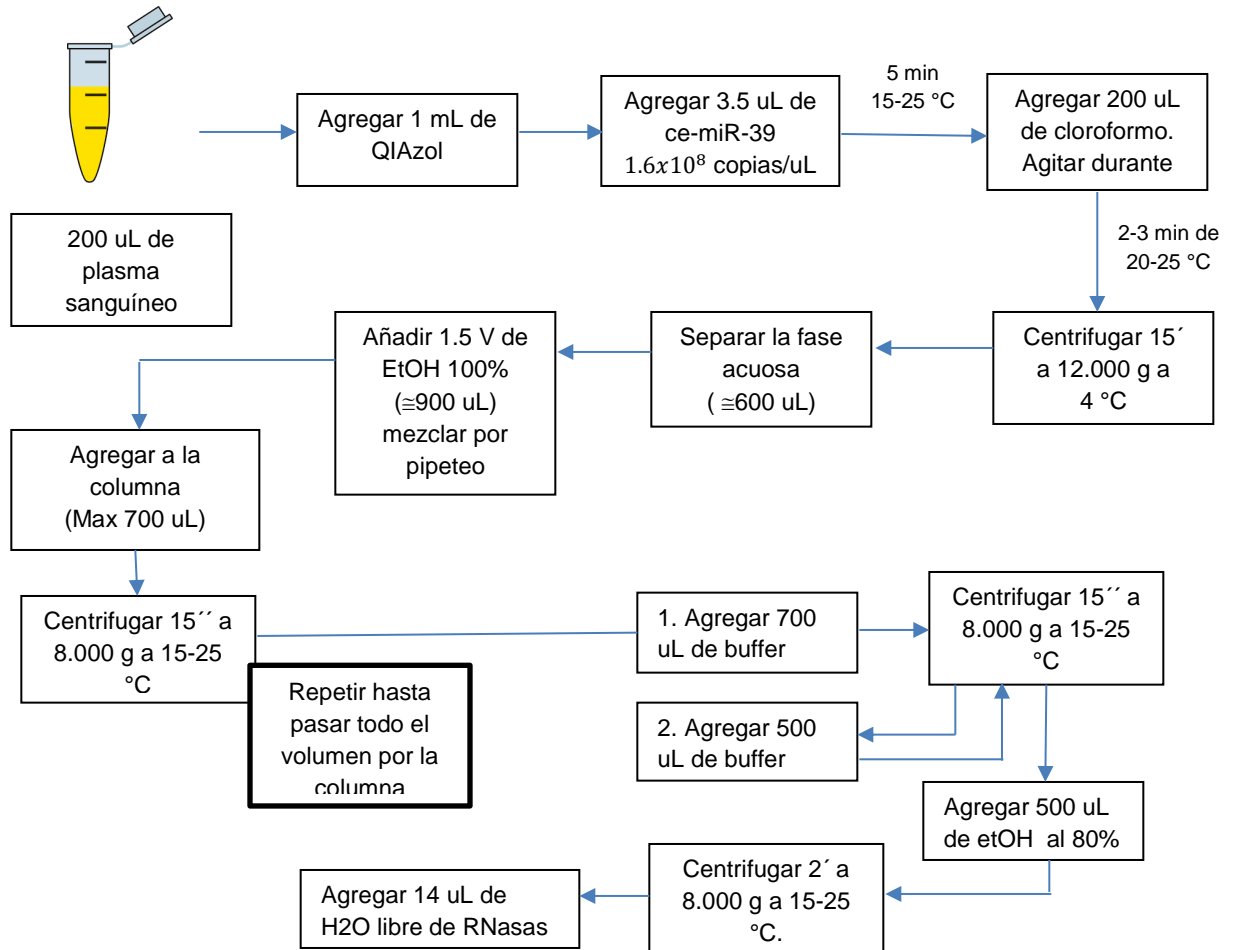 200 uL de
plasma
sanguíneo
Agregar 1 mL de
QIAzol
Agregar 3.5 uL de
ce-miR-39
1.6x10⁸ copias/uL
5 min
15-25 °C
Agregar 200 uL
de cloroformo.
Agitar durante
2-3 min de
20-25 °C
Centrifugar 15´
a 12.000 g a
4 °C
Separar la fase
acuosa
( ≅600 uL)
Añadir 1.5 V de
EtOH 100%
(≅900 uL)
mezclar por
pipeteo
Agregar a la
columna
(Max 700 uL)
Centrifugar 15´´ a
8.000 g a 15-25
°C
Repetir hasta
pasar todo el
volumen por la
columna
1. Agregar 700
uL de buffer
Centrifugar 15´´ a
8.000 g a 15-25
°C
2. Agregar 500
uL de buffer
Agregar 500 uL
de etOH al 80%
Centrifugar 2´ a
8.000 g a 15-25
°C.
Agregar 14 uL de
H2O libre de RNasas